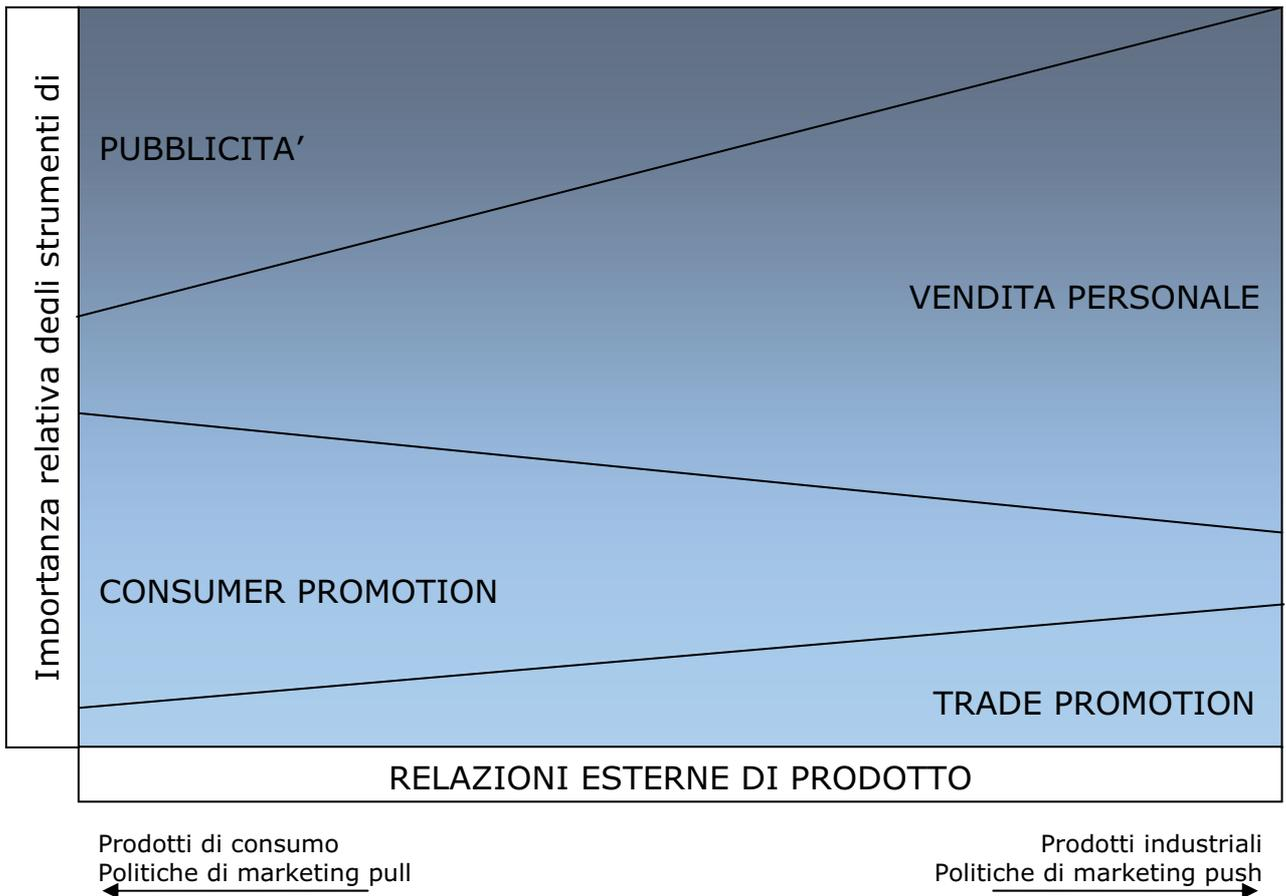 Importanza relativa degli strumenti di
PUBBLICITA’
VENDITA PERSONALE
CONSUMER PROMOTION
TRADE PROMOTION
RELAZIONI ESTERNE DI PRODOTTO
Prodotti di consumo
Politiche di marketing pull
Prodotti industriali
Politiche di marketing push